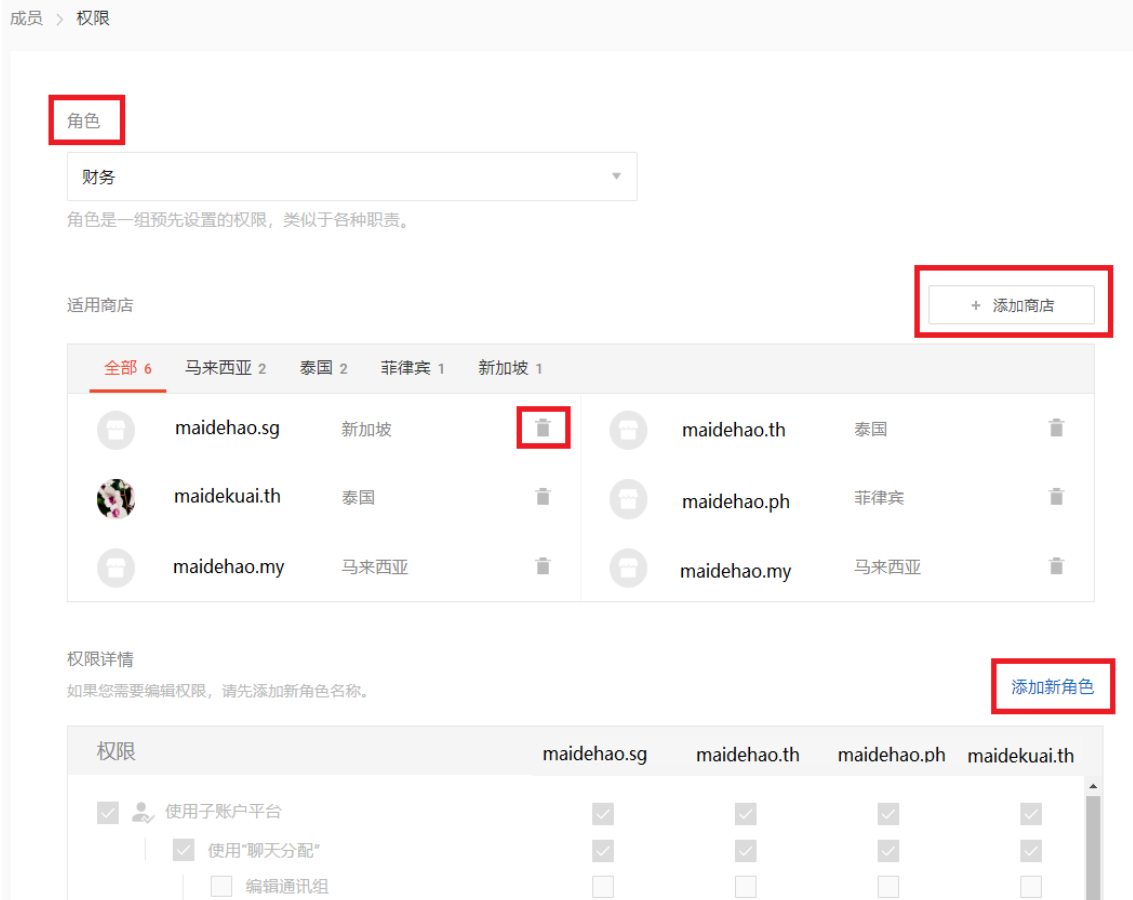 成员 > 权限
角色
财务
角色是一组预先设置的权限，类似于各种职责。
适用商店
+ 添加商店
全部 6 马来西亚 2 泰国 2 菲律宾 1 新加坡 1
maidehao.sg 新加坡 maidehao.th 泰国
maidekuai.th 泰国 maidehao.ph 菲律宾
maidehao.my 马来西亚 maidehao.my 马来西亚
权限详情
如果您需要编辑权限，请先添加新角色名称。
添加新角色
权限 maidehao.sg maidehao.th maidehao.ph maidekuai.th
使用子账户平台
使用"聊天分配"
编辑通讯组